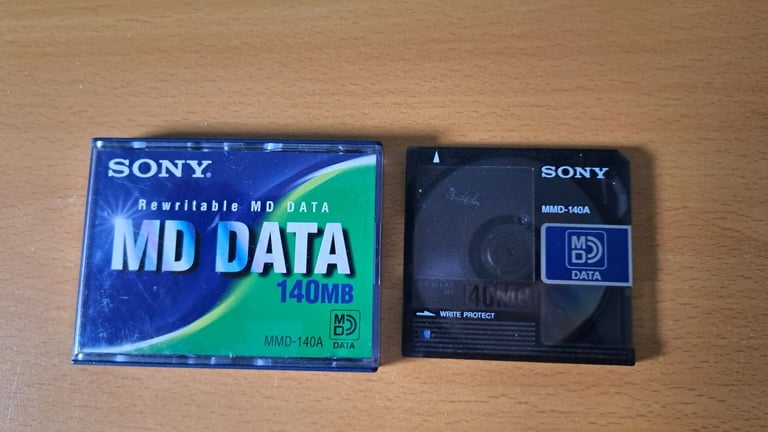 SONY®
Rewritable MD DATA
MD DATA
140MB
MMD-140A
MD
DATA
SONY
MMD-140A
MD
DATA
140MB
WRITE PROTECT